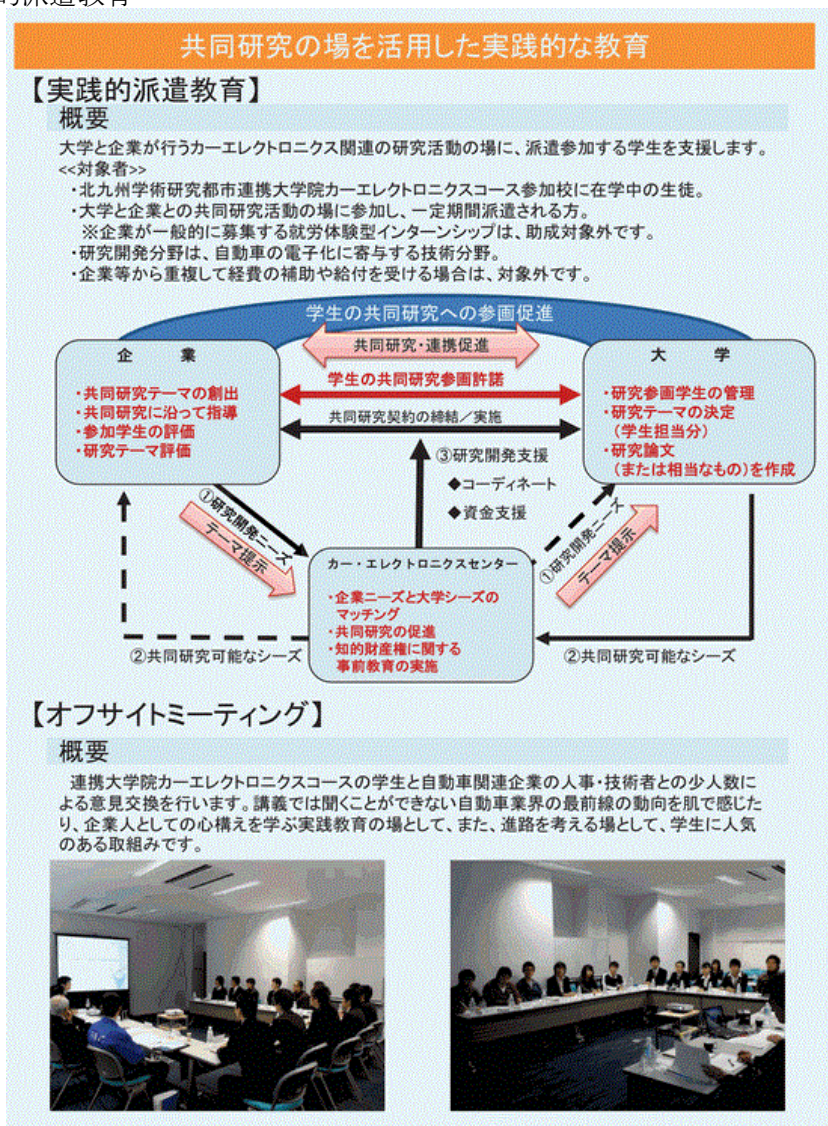 的派遣教育
共同研究の場を活用した実践的な教育
【実践的派遣教育】
概要
大学と企業が行うカーエレクトロニクス関連の研究活動の場に、派遣参加する学生を支援します。
<<対象者>>
・北九州学術研究都市連携大学院カーエレクトロニクスコース参加校に在学中の生徒。
・大学と企業との共同研究活動の場に参加し、一定期間派遣される方。
※企業が一般的に募集する就労体験型インターンシップは、助成対象外です。
・研究開発分野は、自動車の電子化に寄与する技術分野。
・企業等から重複して経費の補助や給付を受ける場合は、対象外です。
学生の共同研究への参画促進
共同研究・連携促進
学生の共同研究参画許諾
共同研究契約の締結／実施
企　業
・共同研究テーマの創出
・共同研究に沿って指導
・参加学生の評価
・研究テーマ評価
大　学
・研究参画学生の管理
・研究テーマの決定
（学生担当分）
・研究論文
（または相当なもの）を作成
③研究開発支援
◆コーディネート
◆資金支援
①研究開発ニーズ
テーマ提示
①研究開発ニーズ
テーマ提示
カー・エレクトロニクスセンター
・企業ニーズと大学シーズの
マッチング
・共同研究の促進
・知的財産権に関する
事前教育の実施
②共同研究可能なシーズ
②共同研究可能なシーズ
【オフサイトミーティング】
概要
連携大学院カーエレクトロニクスコースの学生と自動車関連企業の人事・技術者との少人数に
よる意見交換を行います。講義では聞くことができない自動車業界の最前線の動向を肌で感じた
り、企業人としての心構えを学ぶ実践教育の場として、また、進路を考える場として、学生に人気
のある取組みです。